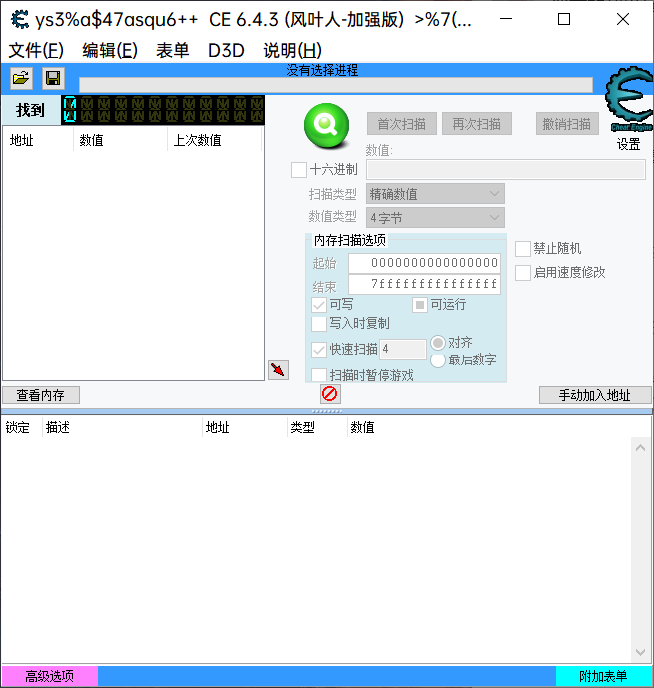 ys3%a$47asqu6++ CE 6.4.3 (风叶人-加强版) >%7(...
文件(F) 编辑(E) 表单 D3D 说明(H)
没有选择进程
找到
地址 数值 上次数值
首次扫描 再次扫描 撤销扫描
Cheat Engine
设置
数值:
十六进制
扫描类型 精确数值
数值类型 4 字节
内存扫描选项
起始 0000000000000000
结束 7fffffffffffffff
可写 可运行
写入时复制
快速扫描 4 对齐
最后数字
扫描时暂停游戏
禁止随机
启用速度修改
查看内存 手动加入地址
锁定 描述 地址 类型 数值
高级选项 附加表单